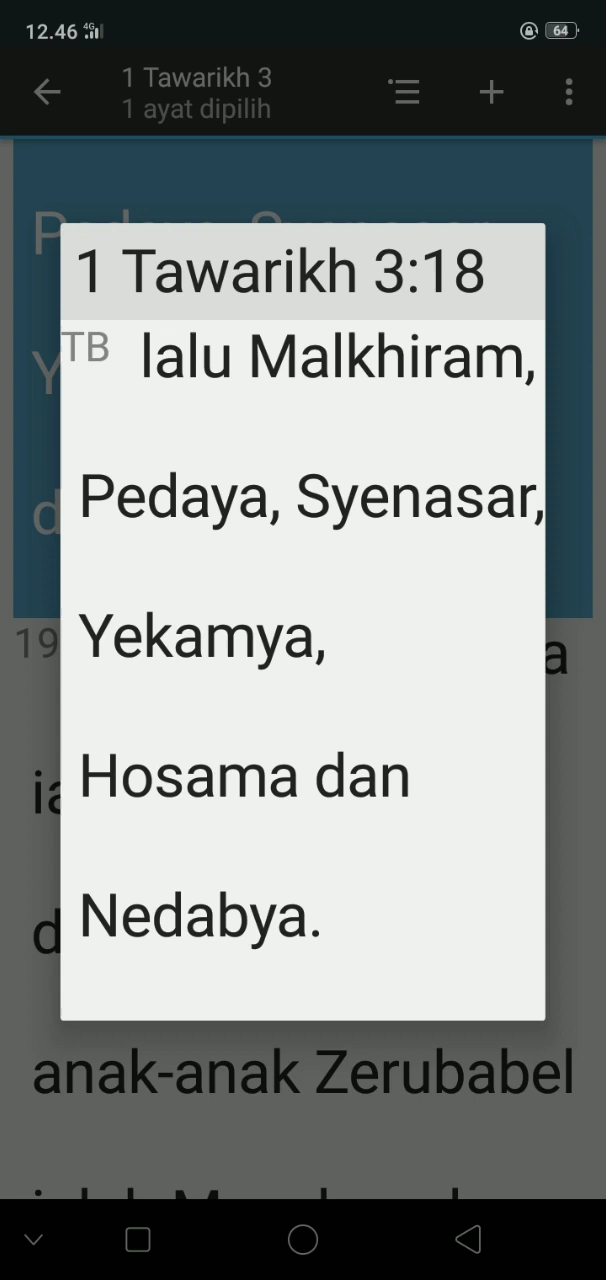 12.46 4G 64
1 Tawarikh 3
1 ayat dipilih
1 Tawarikh 3:18
TB lalu Malkhiram,
Pedaya, Syenasar,
Yekamya,
Hosama dan
Nedabya.
19
anak-anak Zerubabel